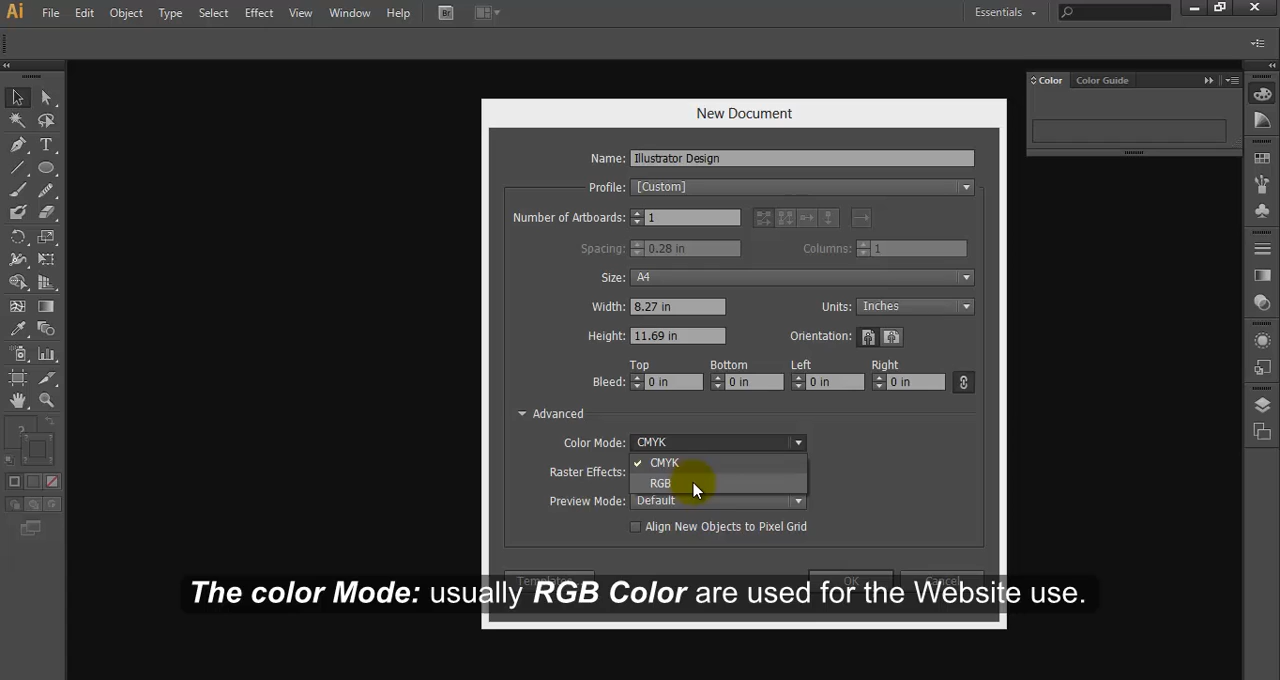 Ai File Edit Object Type Select Effect View Window Help Br Essentials
Color Color Guide
New Document
Name: Illustrator Design
Profile: [Custom]
Number of Artboards: 1
Spacing: 0.28 in Columns: 1
Size: A4
Width: 8.27 in Units: Inches
Height: 11.69 in Orientation:
Top Bottom Left Right
Bleed: 0 in 0 in 0 in 0 in
Advanced
Color Mode: CMYK
CMYK
Raster Effects:
RGB
Preview Mode: Default
Align New Objects to Pixel Grid
Templates... OK Cancel
The color Mode: usually RGB Color are used for the Website use.